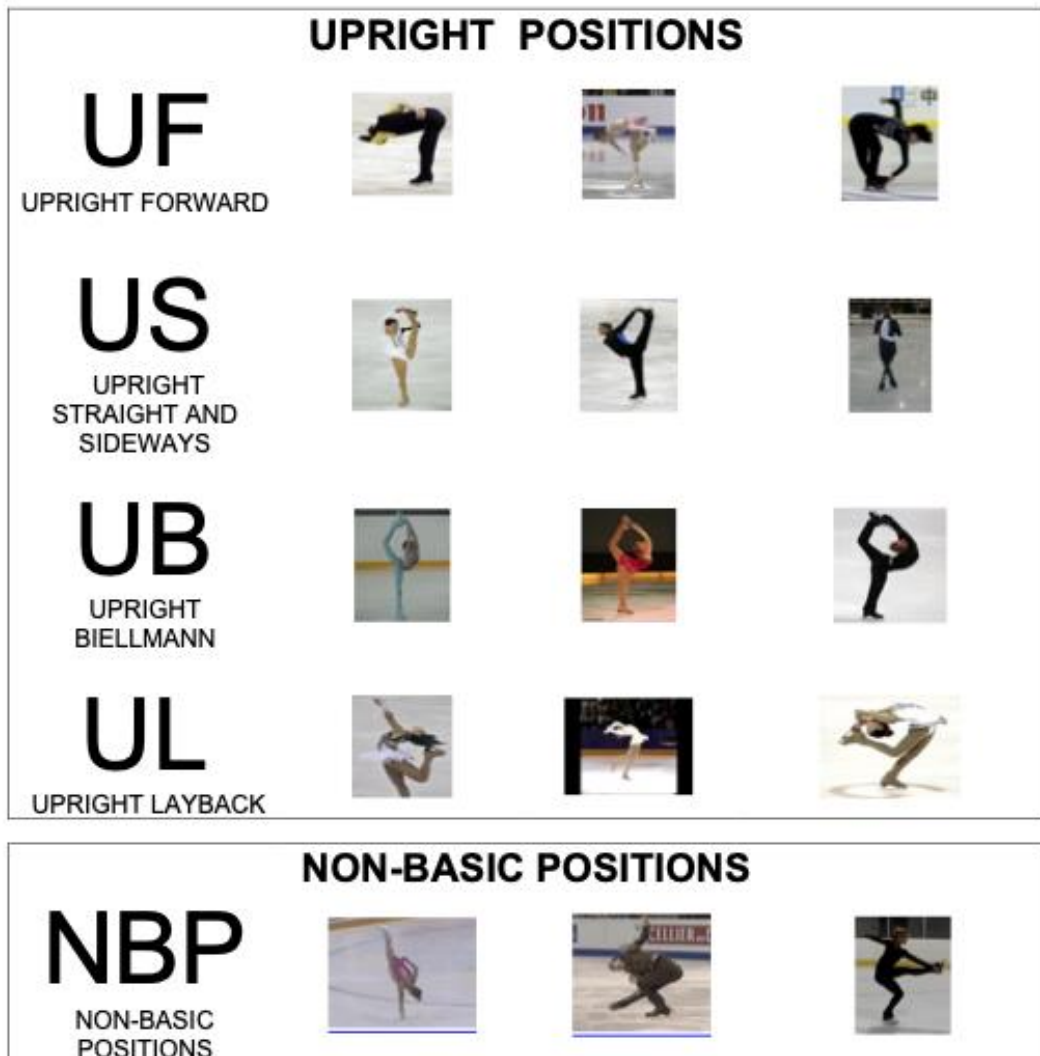 UPRIGHT POSITIONS
UF
UPRIGHT FORWARD
US
UPRIGHT
STRAIGHT AND
SIDEWAYS
UB
UPRIGHT
BIELLMANN
UL
UPRIGHT LAYBACK
NON-BASIC POSITIONS
NBP
NON-BASIC
POSITIONS